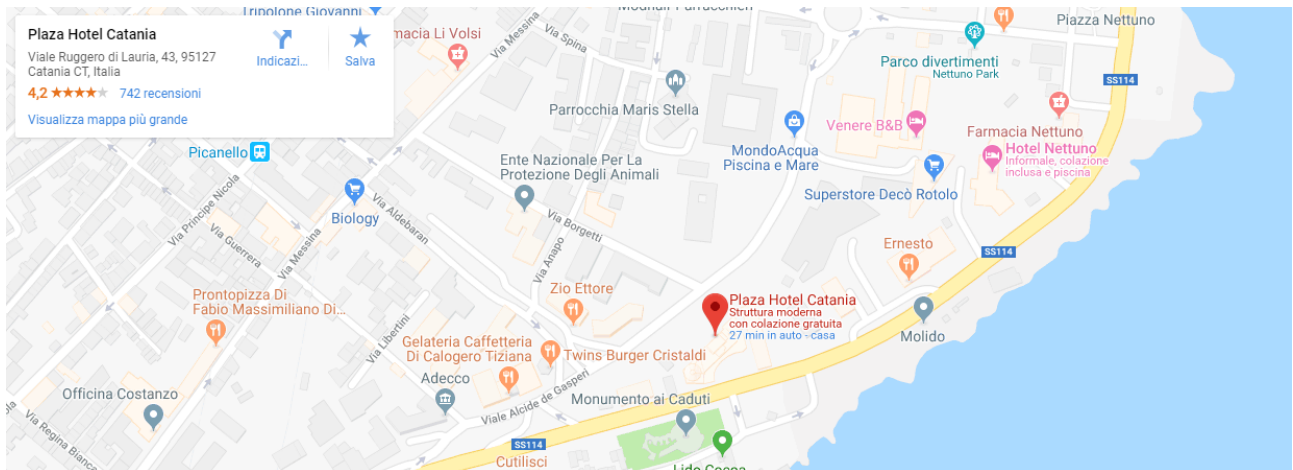 Plaza Hotel Catania
Viale Ruggero di Lauria, 43, 95127
Catania CT, Italia
4,2 742 recensioni
Visualizza mappa più grande
Indicazi...
Salva
Tripolone Giovanni
macia Li Volsi
Via Messina
Via Spina
Parrocchia Maris Stella
Piazza Nettuno
Parco divertimenti
Nettuno Park
SS114
Venere B&B
Farmacia Nettuno
MondoAcqua
Piscina e Mare
Hotel Nettuno
Informale, colazione
inclusa e piscina
Superstore Decò Rotolo
Picanello
Ente Nazionale Per La
Protezione Degli Animali
Biology
Via Aldebaran
Via Principe Nicola
Via Guerrera
Via Messina
Via Borgetti
Via Anapo
Ernesto
SS114
Zio Ettore
Plaza Hotel Catania
Struttura moderna
con colazione gratuita
27 min in auto - casa
Molido
Prontopizza Di
Fabio Massimiliano Di...
Via Libertini
Gelateria Caffetteria
Di Calogero Tiziana
Twins Burger Cristaldi
Adecco
Viale Alcide de Gasperi
Monumento ai Caduti
Officina Costanzo
Via Regina Bianca
SS114
Cutilisci